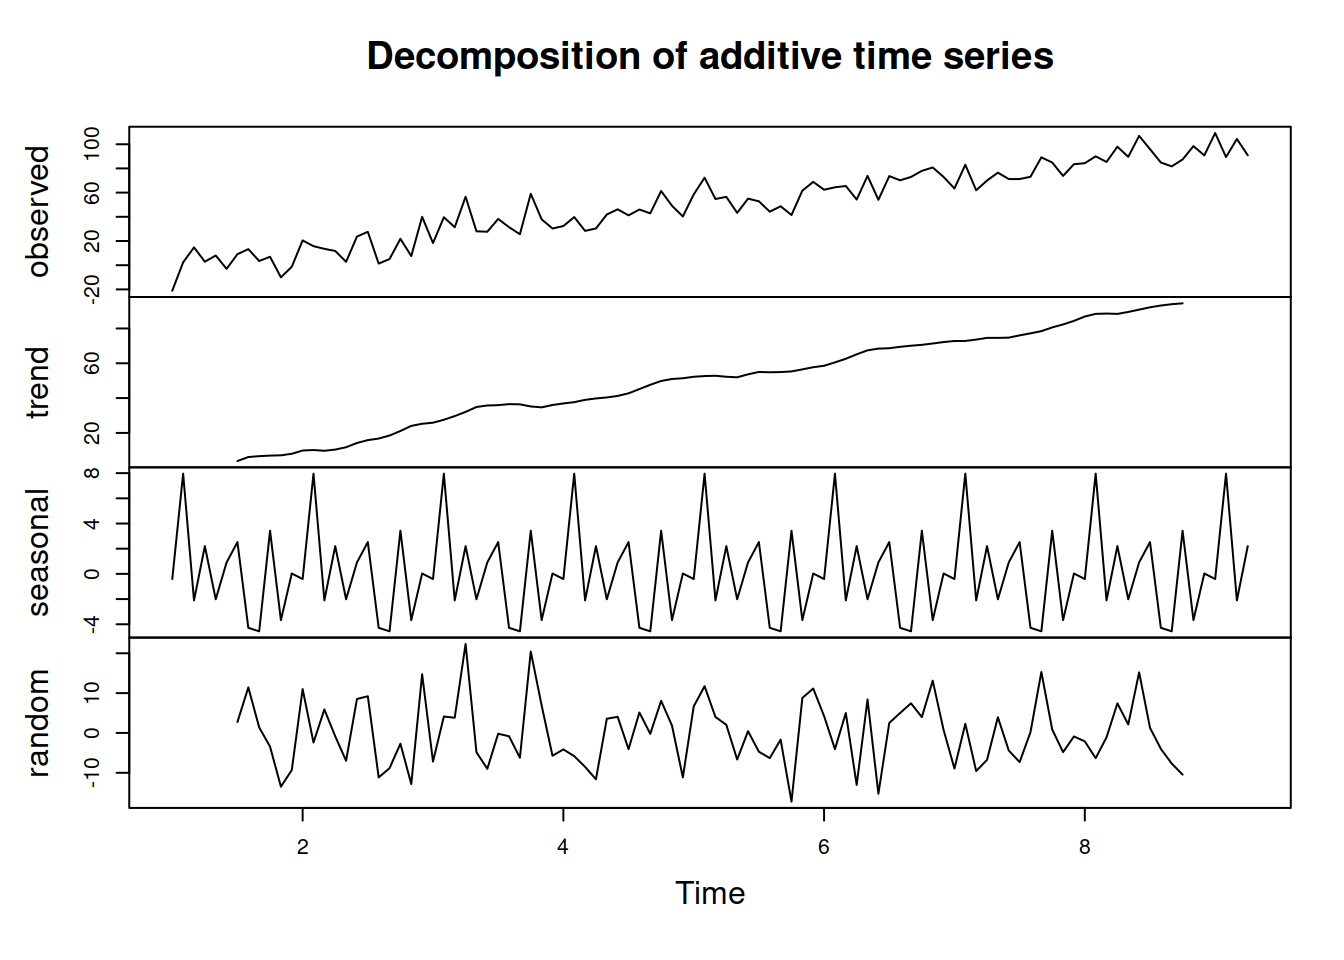 Decomposition of additive time series
observed
-20 20 60 100
trend
20 60
seasonal
-4 0 4 8
random
-10 0 10
2 4 6 8
Time